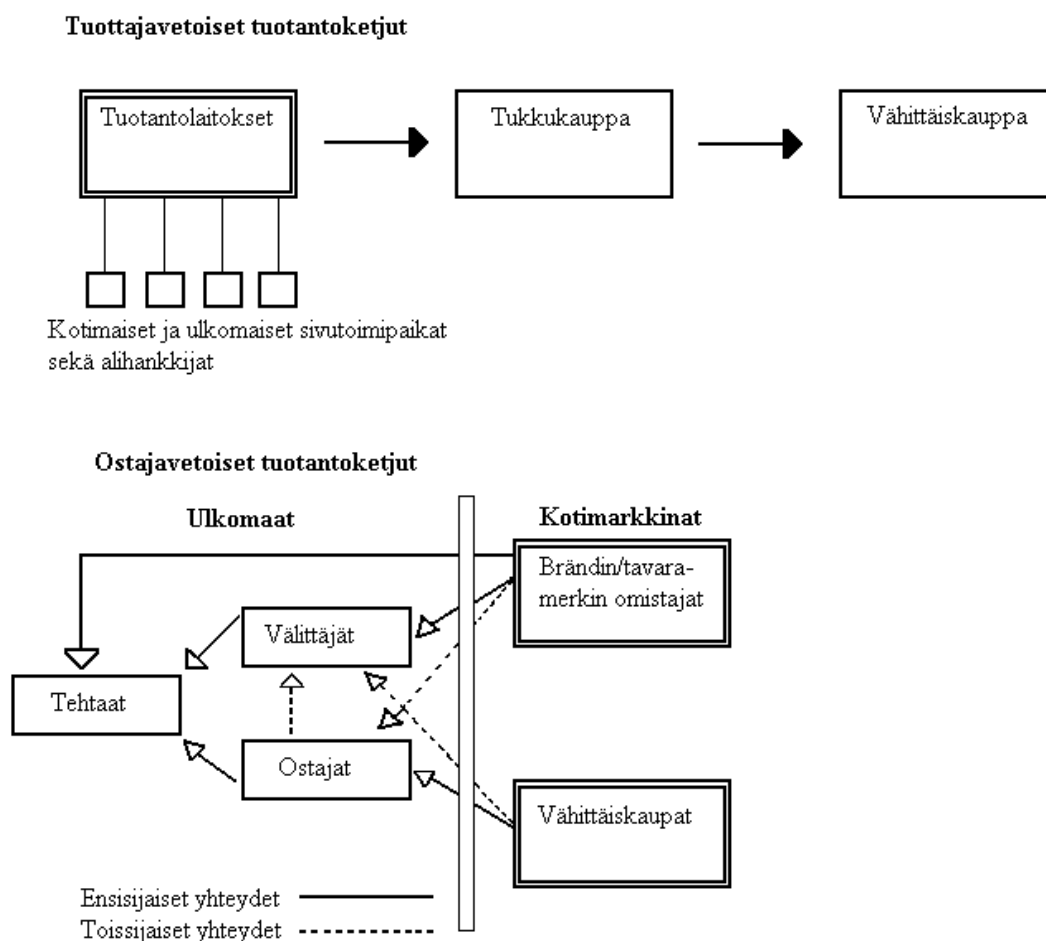 Tuottajavetoiset tuotantoketjut
Tuotantolaitokset
Tukkukauppa
Vähittäiskauppa
Kotimaiset ja ulkomaiset sivutoimipaikat
sekä alihankkijat
Ostajavetoiset tuotantoketjut
Ulkomaat
Kotimarkkinat
Brändin/tavara-
merkin omistajat
Välittäjät
Tehtaat
Ostajat
Vähittäiskaupat
Ensisijaiset yhteydet
Toissijaiset yhteydet